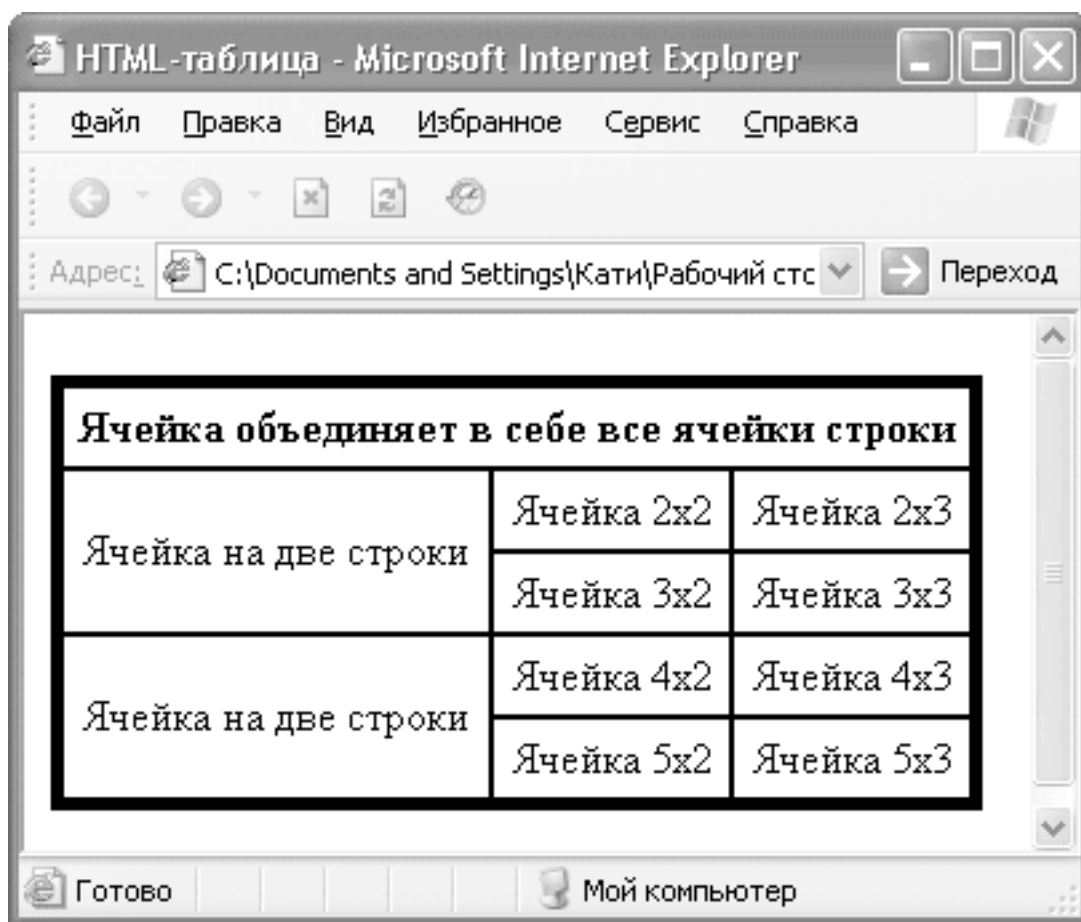 HTML-таблица - Microsoft Internet Explorer
Файл Правка Вид Избранное Сервис Справка
Адрес: C:\Documents and Settings\Кати\Рабочий стс Переход
Ячейка объединяет в себе все ячейки строки
Ячейка на две строки
Ячейка 2x2 Ячейка 2x3
Ячейка 3x2 Ячейка 3x3
Ячейка на две строки
Ячейка 4x2 Ячейка 4x3
Ячейка 5x2 Ячейка 5x3
Готово Мой компьютер